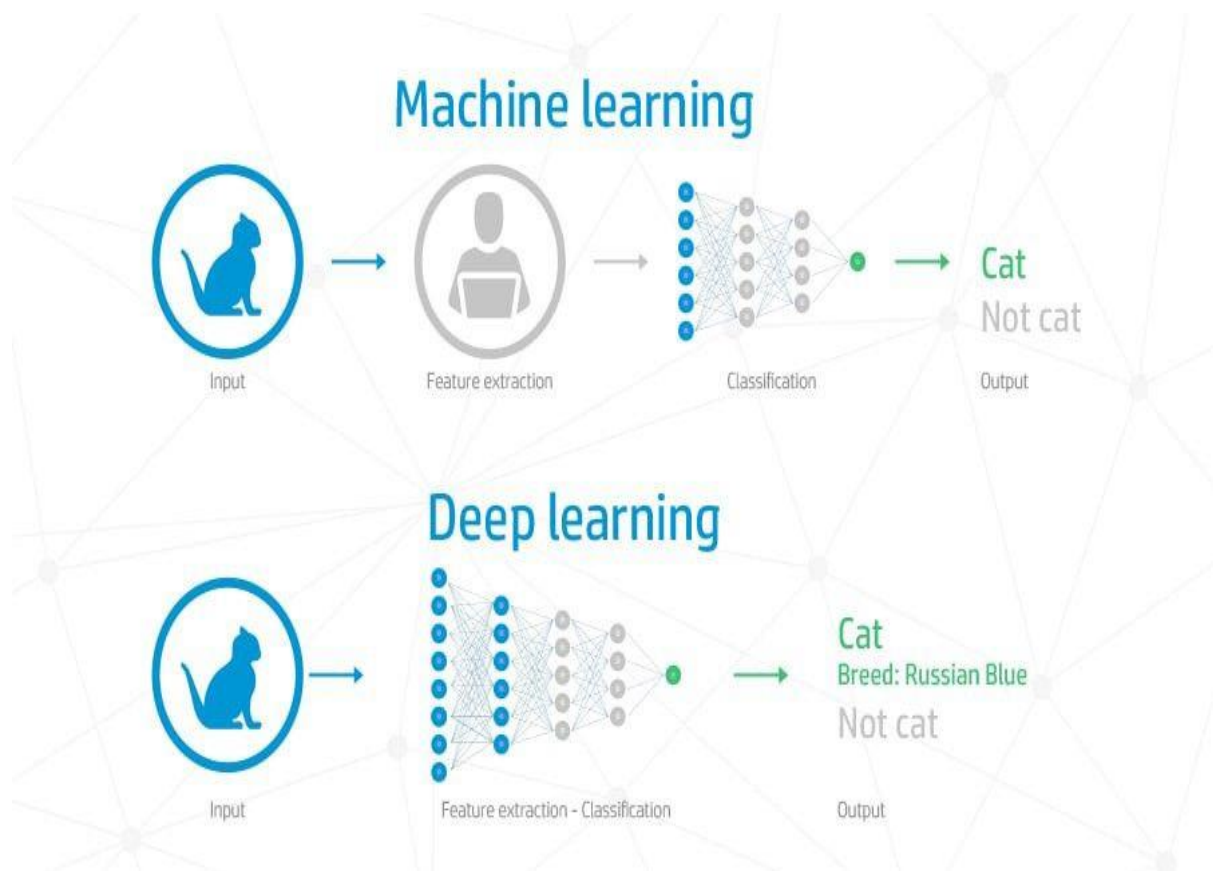 Machine learning
Cat
Not cat
Input
Feature extraction
Classification
Output
Deep learning
Cat
Breed: Russian Blue
Not cat
Input
Feature extraction - Classification
Output